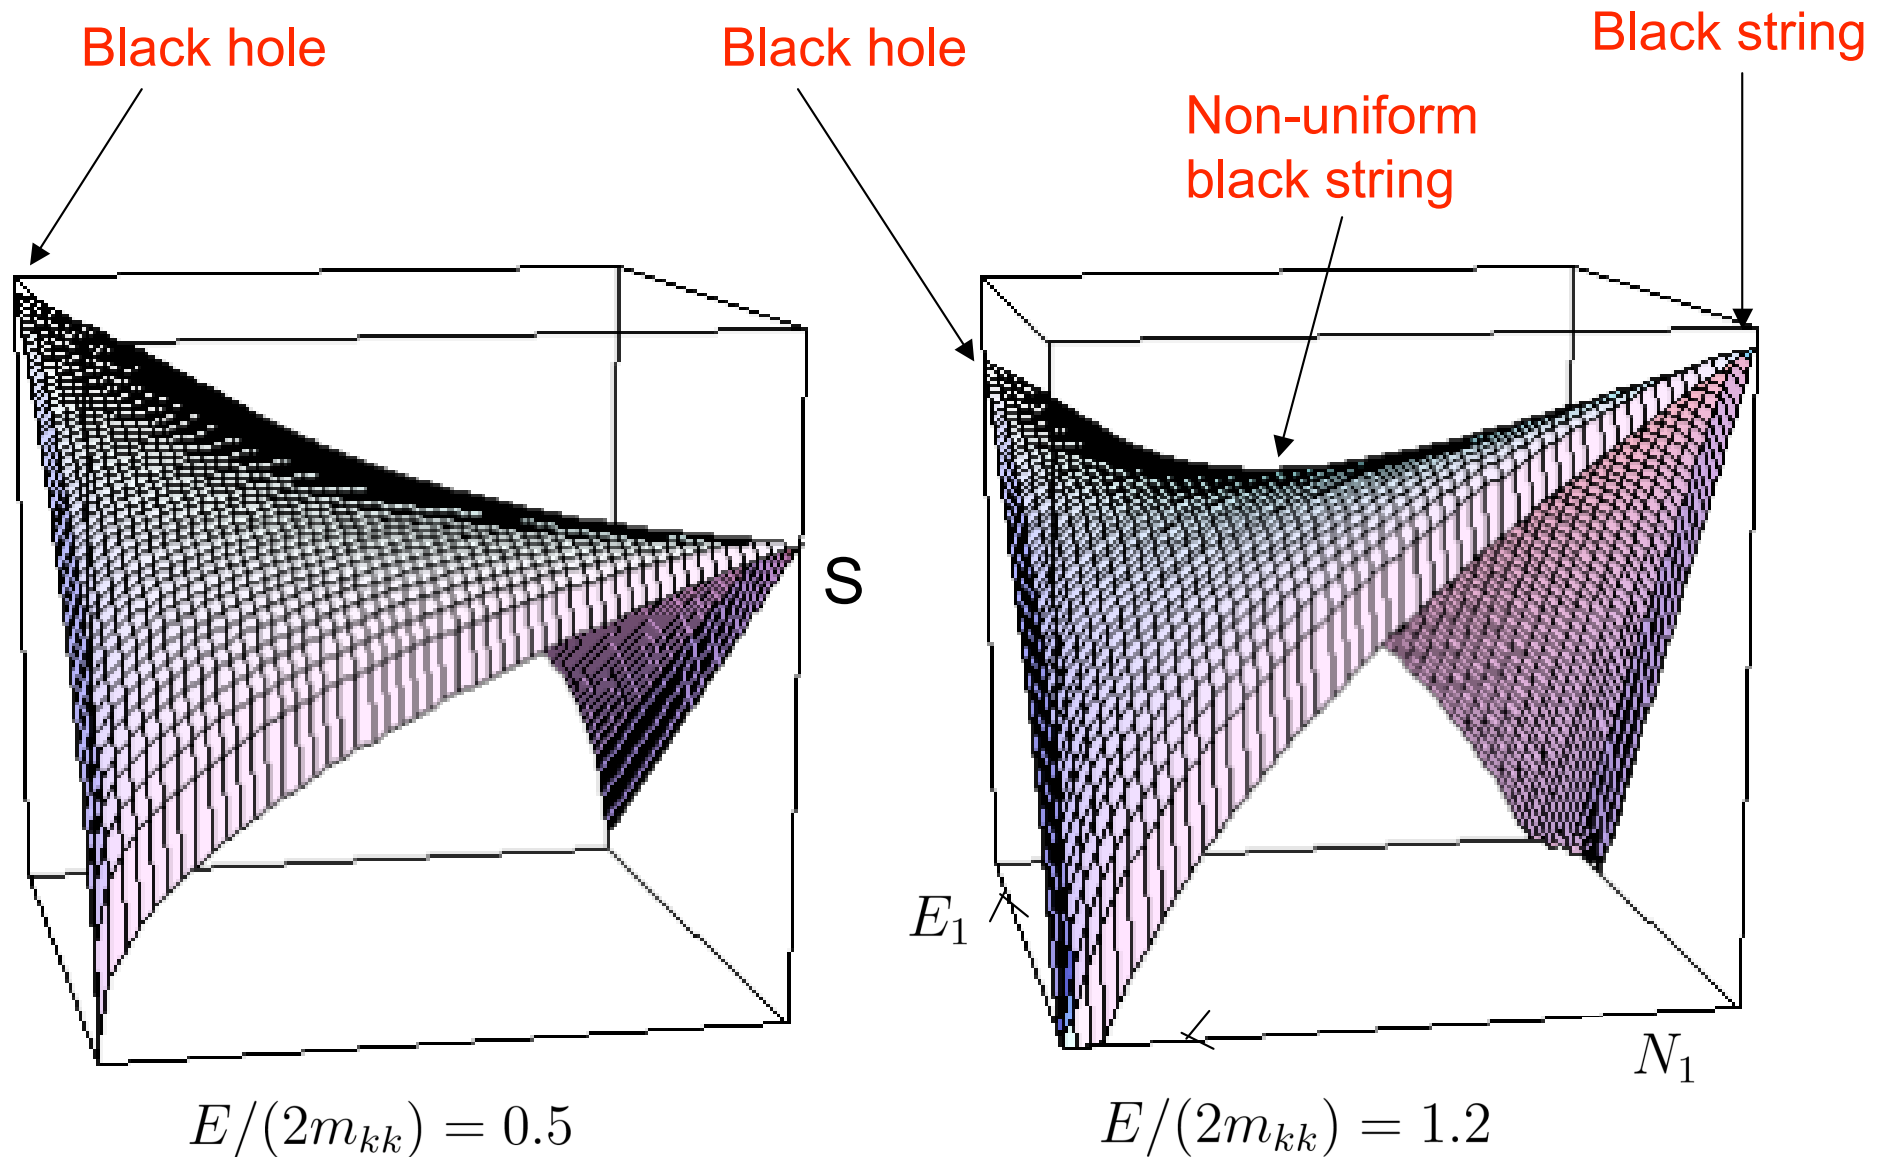 Black hole
Black hole
Black string
Non-uniform
black string
S
E₁
N₁
E/(2mₖₖ) = 0.5
E/(2mₖₖ) = 1.2